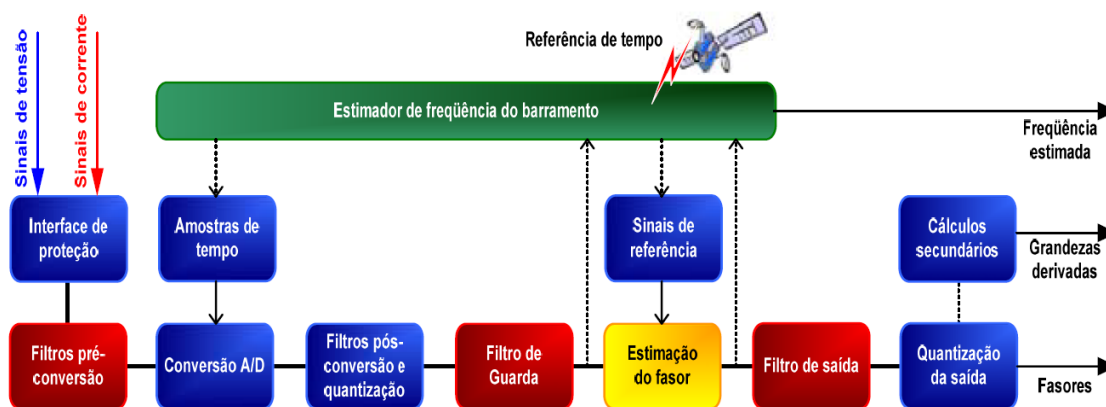 Sinais de tensão
Sinais de corrente
Referência de tempo
Estimador de freqüência do barramento
Freqüência
estimada
Interface de
proteção
Amostras de
tempo
Sinais de
referência
Cálculos
secundários
Grandezas
derivadas
Filtros pré-
conversão
Conversão A/D
Filtros pós-
conversão e
quantização
Filtro de
Guarda
Estimação
do fasor
Filtro de saída
Quantização
da saída
Fasores